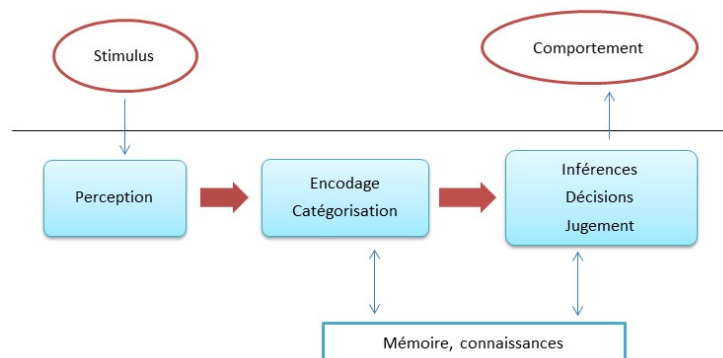 Stimulus
Comportement
Perception
Encodage
Catégorisation
Inférences
Décisions
Jugement
Mémoire, connaissances